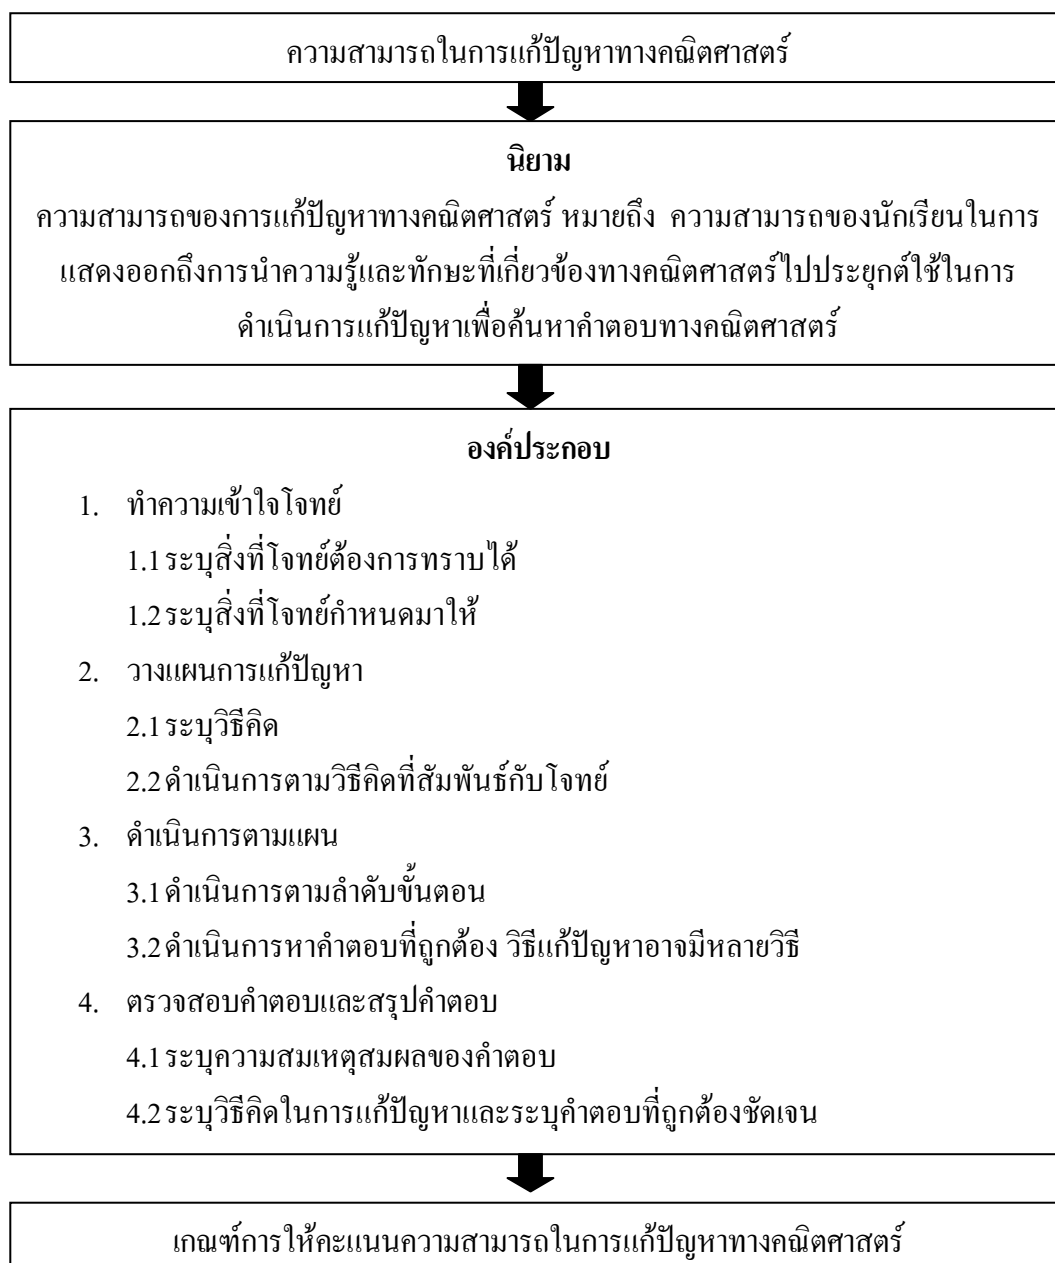 ความสามารถในการแก้ปัญหาทางคณิตศาสตร์
นิยาม
ความสามารถของการแก้ปัญหาทางคณิตศาสตร์ หมายถึง ความสามารถของนักเรียนในการ
แสดงออกถึงการนำความรู้และทักษะที่เกี่ยวข้องทางคณิตศาสตร์ไปประยุกต์ใช้ในการ
ดำเนินการแก้ปัญหาเพื่อค้นหาคำตอบทางคณิตศาสตร์
องค์ประกอบ
1. ทำความเข้าใจโจทย์
1.1 ระบุสิ่งที่โจทย์ต้องการทราบได้
1.2 ระบุสิ่งที่โจทย์กำหนดมาให้
2. วางแผนการแก้ปัญหา
2.1 ระบุวิธีคิด
2.2 ดำเนินการตามวิธีคิดที่สัมพันธ์กับโจทย์
3. ดำเนินการตามแผน
3.1 ดำเนินการตามลำดับขั้นตอน
3.2 ดำเนินการหาคำตอบที่ถูกต้อง วิธีแก้ปัญหาอาจมีหลายวิธี
4. ตรวจสอบคำตอบและสรุปคำตอบ
4.1 ระบุความสมเหตุสมผลของคำตอบ
4.2 ระบุวิธีคิดในการแก้ปัญหาและระบุคำตอบที่ถูกต้องชัดเจน
เกณฑ์การให้คะแนนความสามารถในการแก้ปัญหาทางคณิตศาสตร์